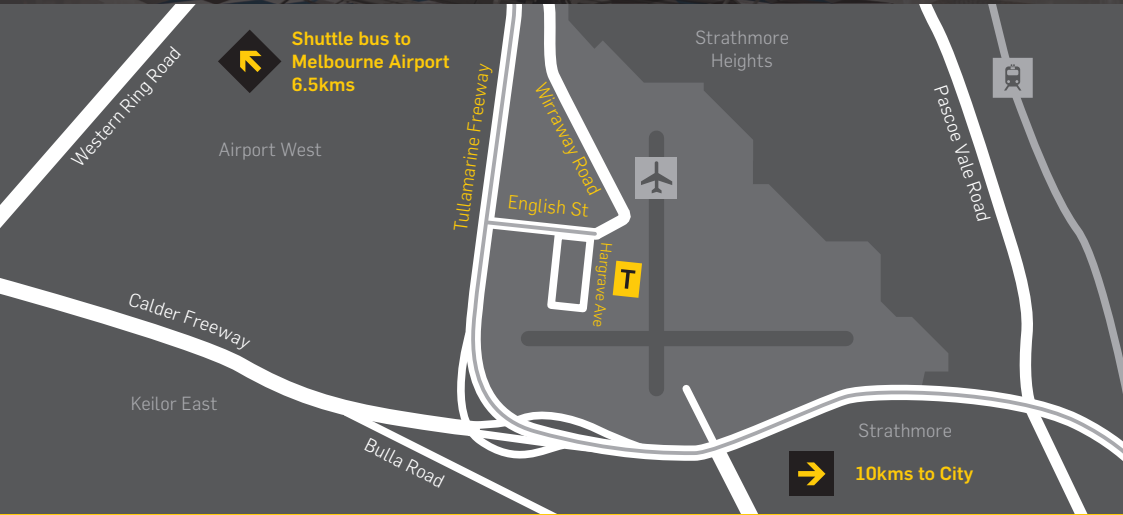 Shuttle bus to
Melbourne Airport
6.5kms
Strathmore
Heights
Western Ring Road
Airport West
Tullamarine Freeway
Wirraway Road
Pascoe Vale Road
English St
Hargrave Ave
T
Calder Freeway
Keilor East
Bulla Road
Strathmore
10kms to City